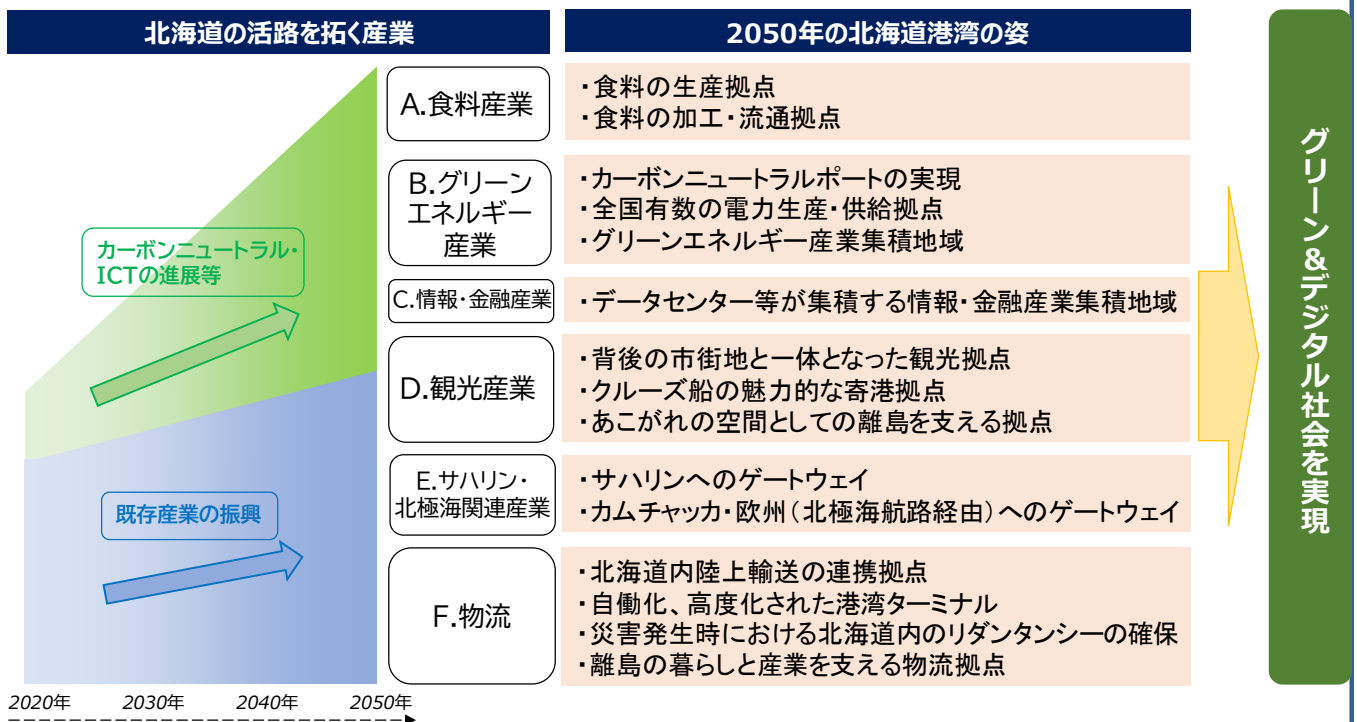 北海道の活路を拓く産業
2050年の北海道港湾の姿
カーボンニュートラル・
ICTの進展等
既存産業の振興
2020年
2030年
2040年
2050年
A.食料産業
・食料の生産拠点
・食料の加工・流通拠点
B.グリーン
エネルギー
産業
・カーボンニュートラルポートの実現
・全国有数の電力生産・供給拠点
・グリーンエネルギー産業集積地域
C.情報・金融産業
・データセンター等が集積する情報・金融産業集積地域
D.観光産業
・背後の市街地と一体となった観光拠点
・クルーズ船の魅力的な寄港拠点
・あこがれの空間としての離島を支える拠点
E.サハリン・
北極海関連産業
・サハリンへのゲートウェイ
・カムチャッカ・欧州（北極海航路経由）へのゲートウェイ
F.物流
・北海道内陸上輸送の連携拠点
・自働化、高度化された港湾ターミナル
・災害発生時における北海道内のリダンタンシーの確保
・離島の暮らしと産業を支える物流拠点
グリーン＆デジタル社会を実現